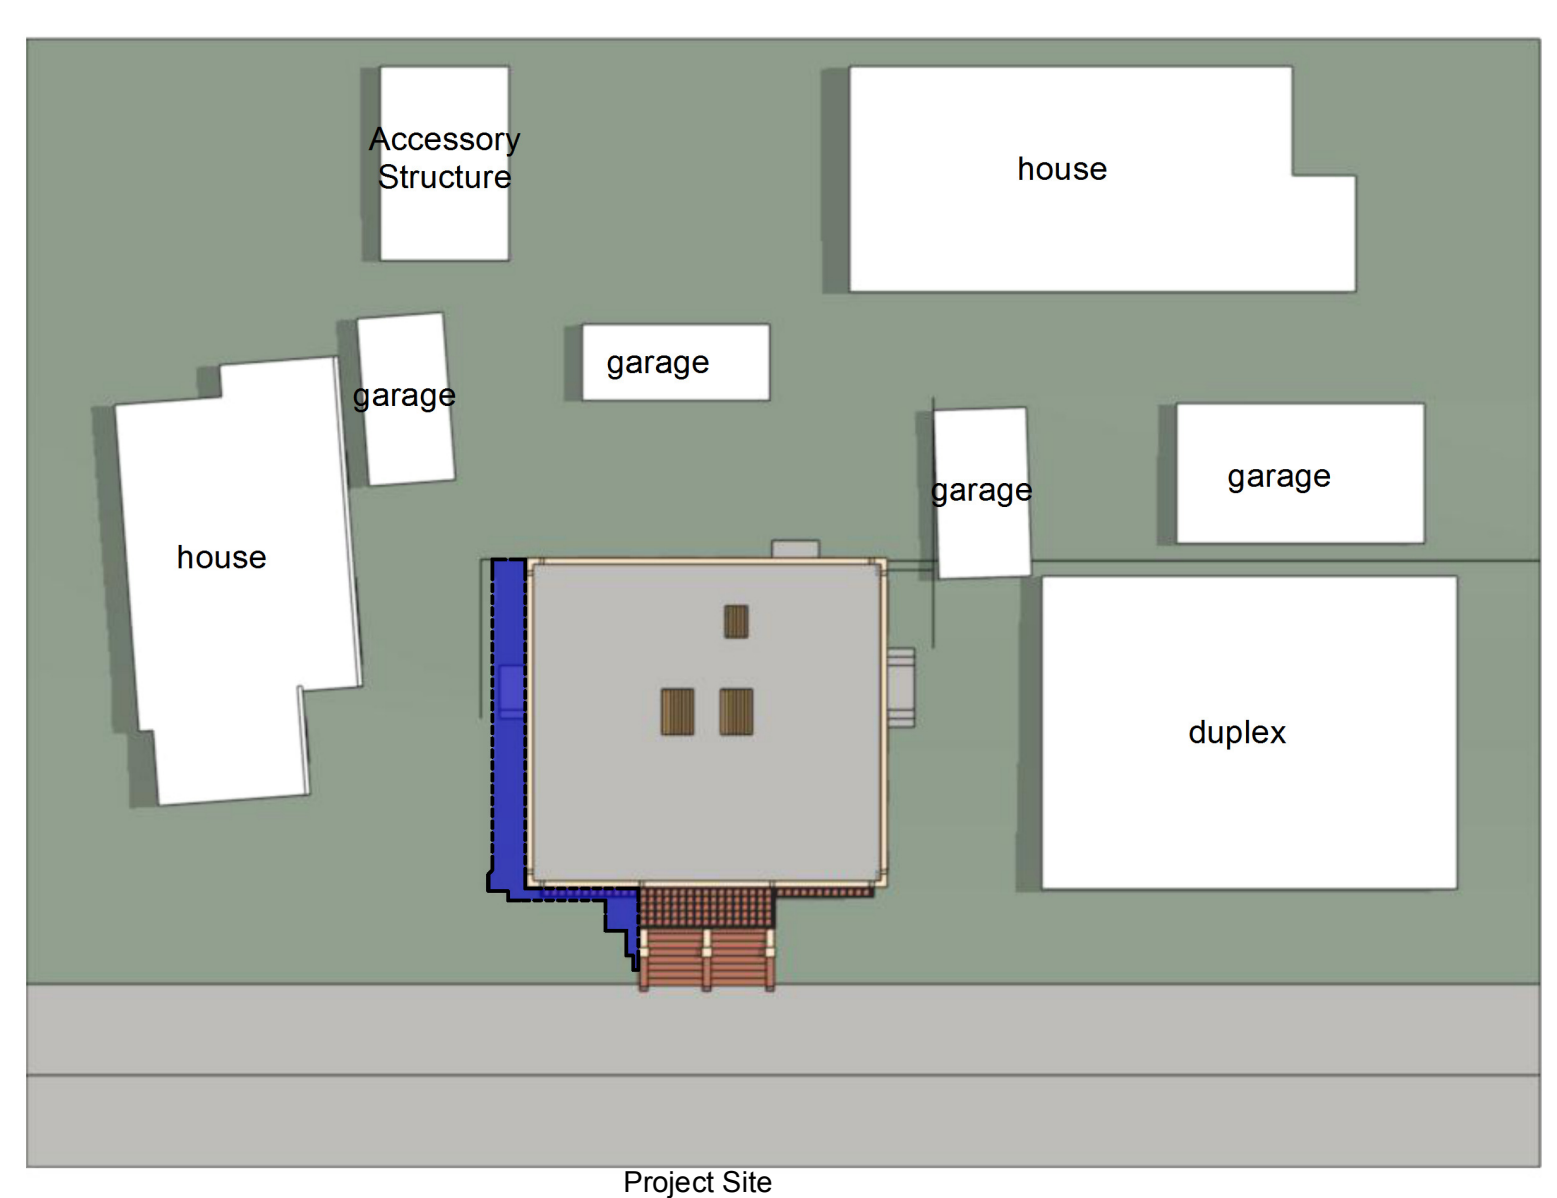 Accessory
Structure
house
garage
garage
garage
garage
house
duplex
Project Site